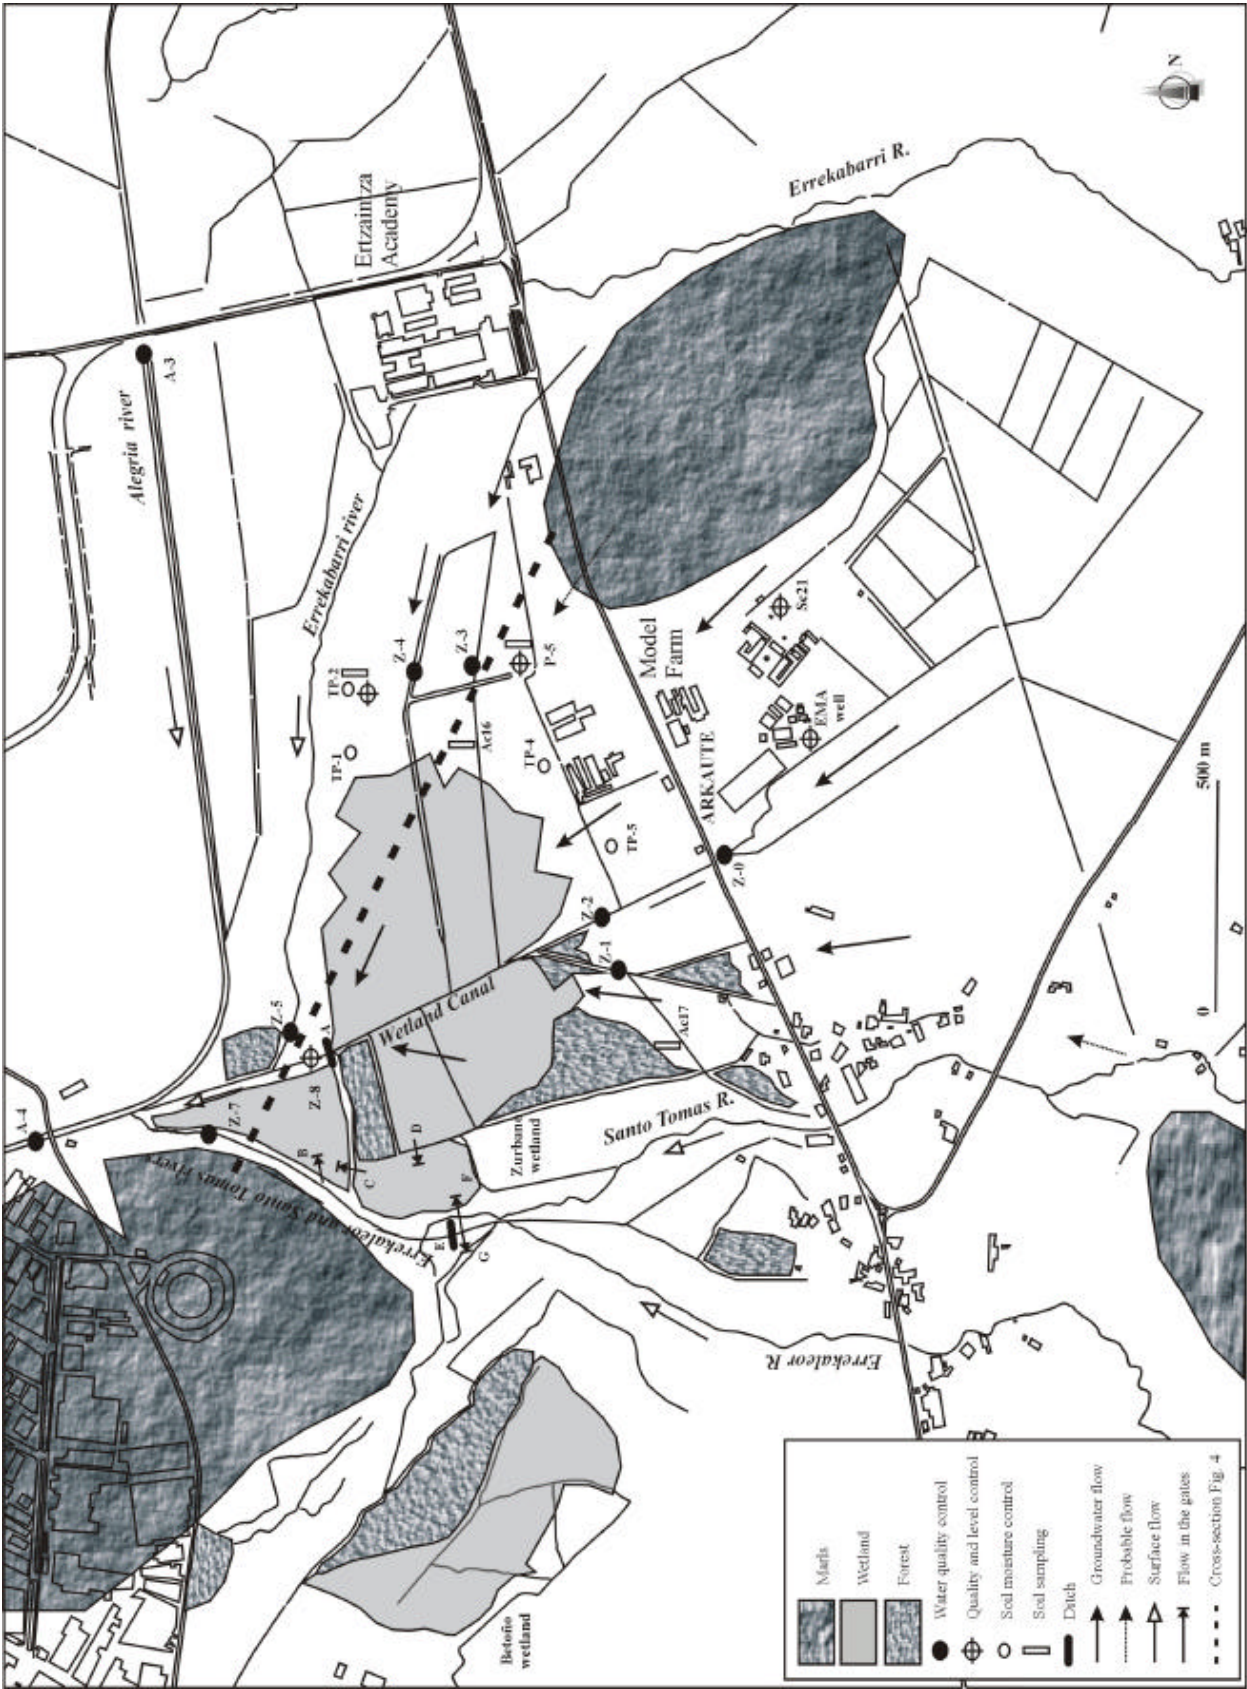 N
Errekabarri R.
Ertzaintza
Academy
A-3
Alegria river
Errekabarri river
Z-4
Z-3
P-5
TP-2
TP-1
Ac16
TP-4
TP-5
Model
Farm
Sc21
EMA
well
ARKAUTE
Z-0
Z-2
Z-1
Ac17
Wetland Canal
Z-5
A
Z-8
Z-7
A-4
B
C
D
E
F
G
Zurbano
wetland
Santo Tomas R.
Errekaleor and Santo Tomas river
Errekaleor R.
Betoño
wetland
0
500 m
Marls
Wetland
Forest
Water quality control
Quality and level control
Soil moisture control
Soil sampling
Ditch
Groundwater flow
Probable flow
Surface flow
Flow in the gates
Cross-section Fig. 4